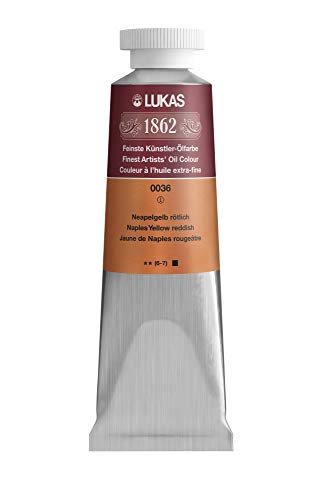 LUKAS
1862
Feinste Künstler-Ölfarbe
Finest Artists' Oil Colour
Couleur à l'huile extra-fine
0036
1
Neapelgelb rötlich
Naples Yellow reddish
Jaune de Naples rougeâtre
★★ (6–7) ■